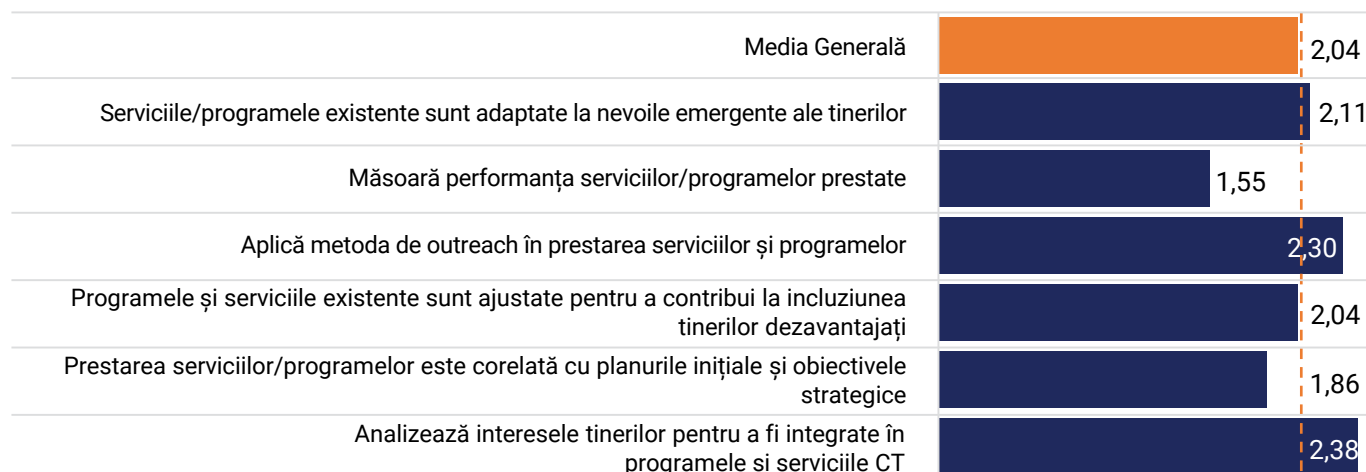 Media Generală
2,04
Serviciile/programele existente sunt adaptate la nevoile emergente ale tinerilor
2,11
Măsoară performanța serviciilor/programelor prestate
1,55
Aplică metoda de outreach în prestarea serviciilor și programelor
2,30
Programele și serviciile existente sunt ajustate pentru a contribui la incluziunea
tinerilor dezavantajați
2,04
Prestarea serviciilor/programelor este corelată cu planurile inițiale și obiectivele
strategice
1,86
Analizează interesele tinerilor pentru a fi integrate în
programele și serviciile CT
2,38